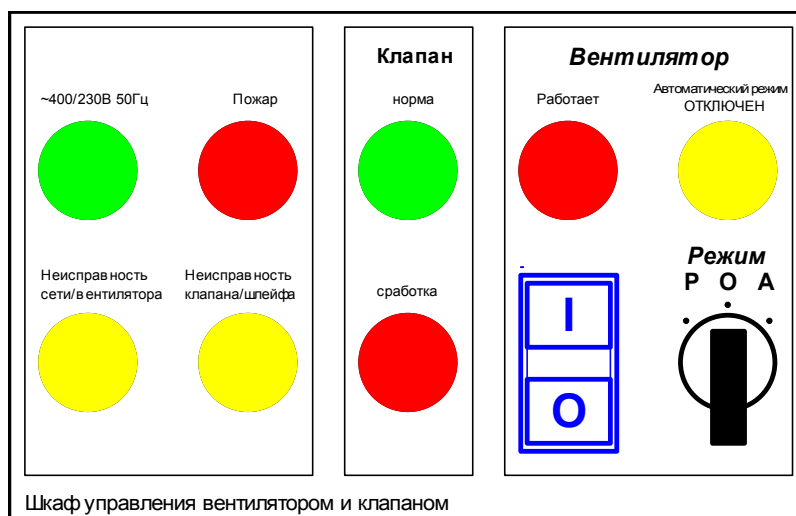 Клапан
Вентилятор
~400/230В 50Гц
Пожар
норма
Работает
Автоматический режим
ОТКЛЮЧЕН
Неисправность
сети/вентилятора
Неисправность
клапана/шлейфа
сработка
Режим
Р О А
I
О
Шкаф управления вентилятором и клапаном